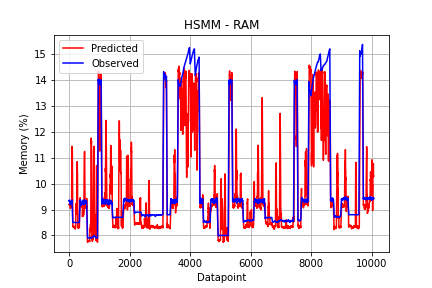 HSMM - RAM
Predicted
Observed
Memory (%)
15
14
13
12
11
10
9
8
0
2000
4000
6000
8000
10000
Datapoint